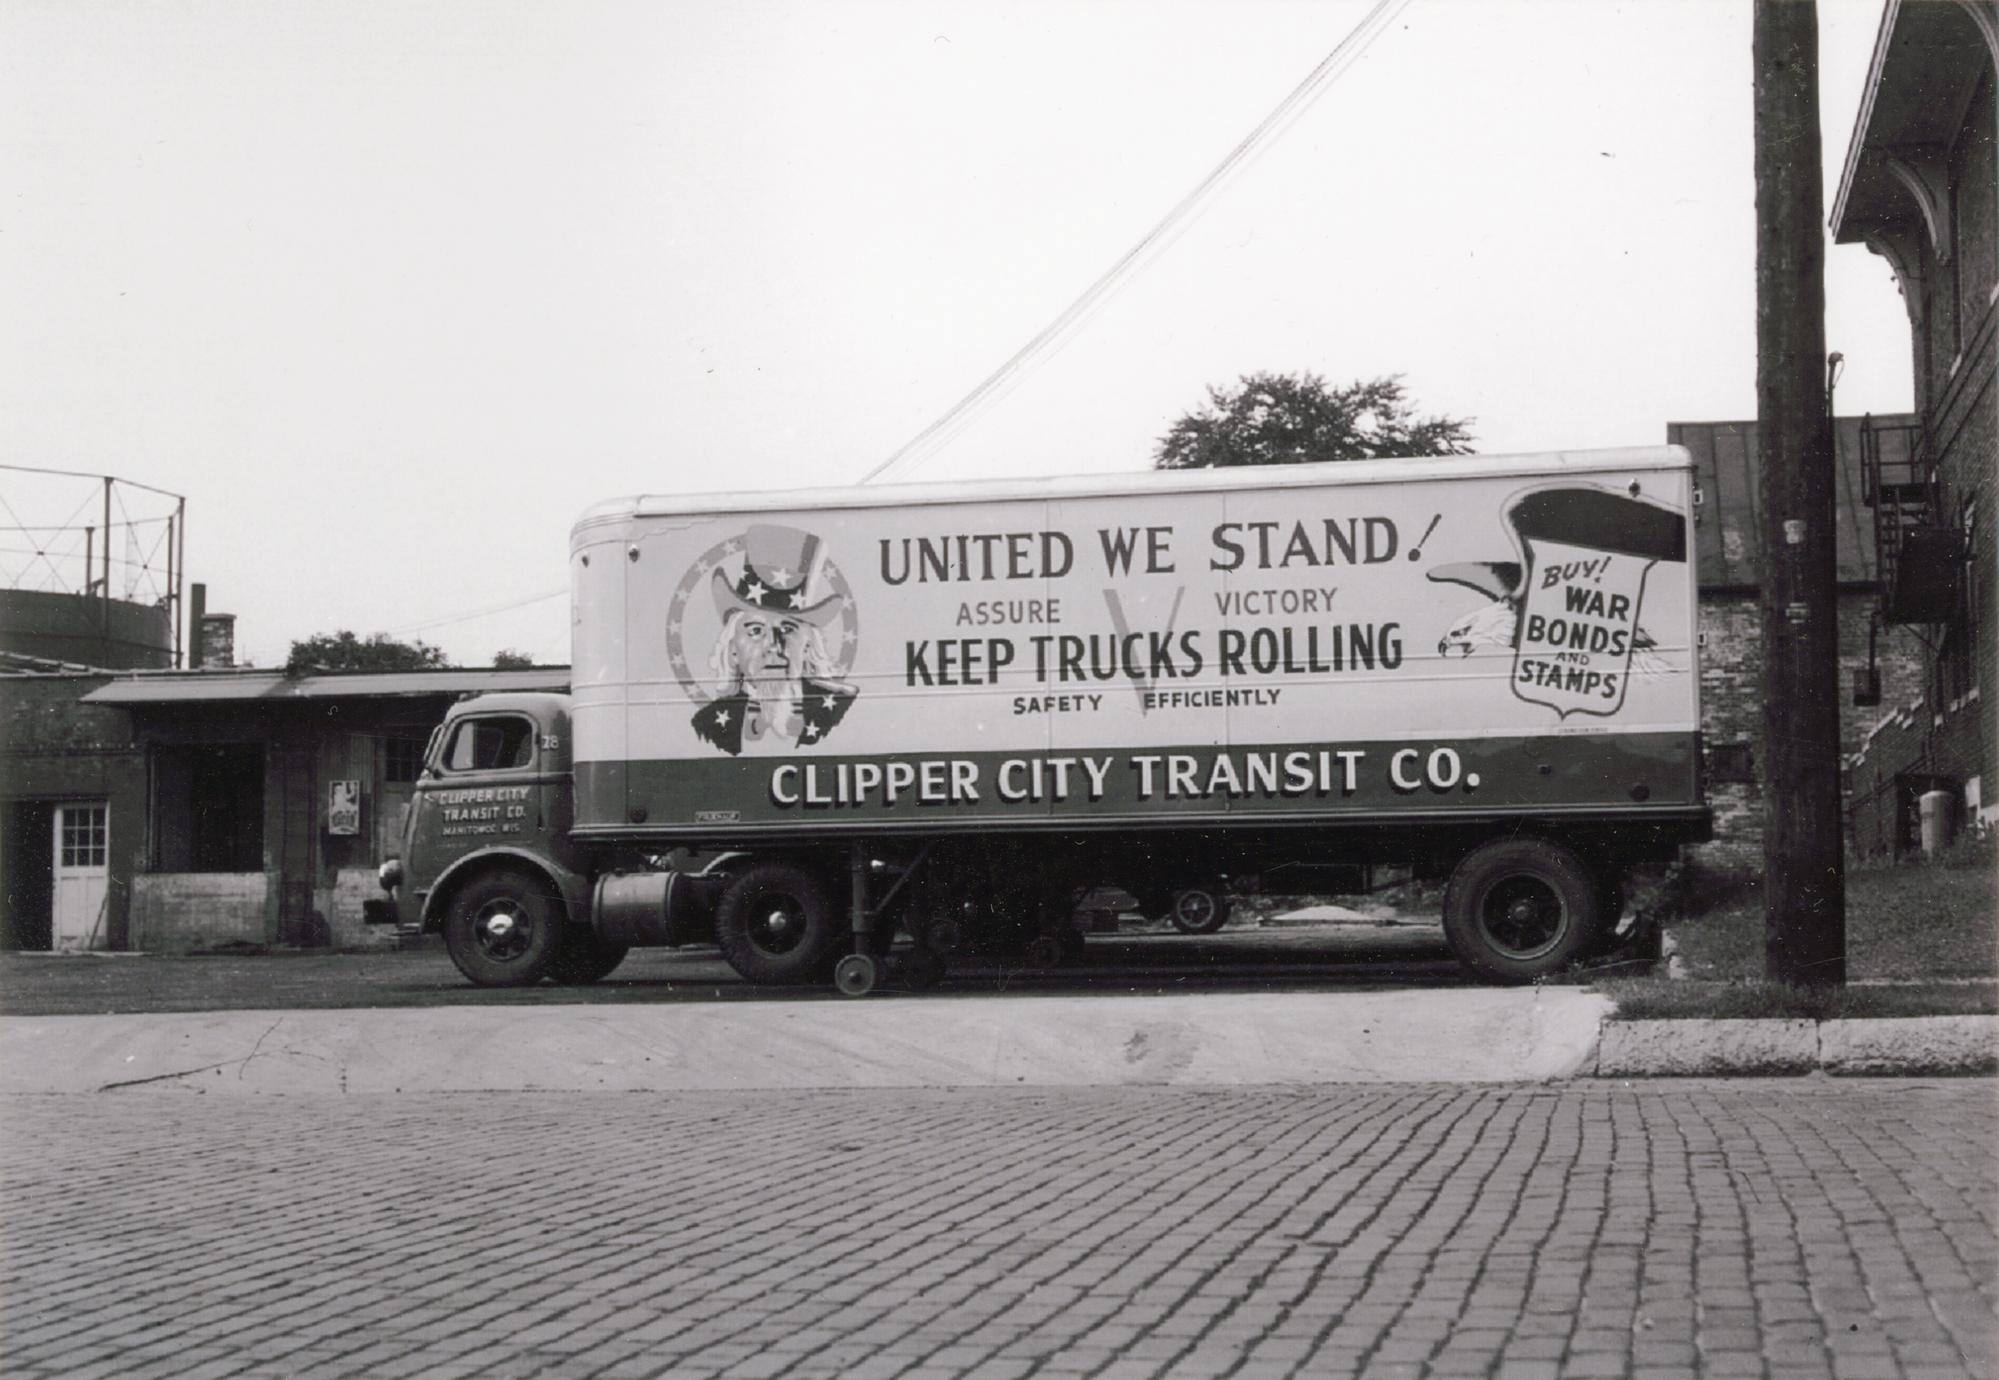 UNITED WE STAND!
ASSURE V VICTORY
KEEP TRUCKS ROLLING
SAFETY EFFICIENTLY
BUY!
WAR
BONDS
AND
STAMPS
CLIPPER CITY TRANSIT CO.
28
CLIPPER CITY
TRANSIT CO.
MANITOWOC WIS.
FRUEHAUF